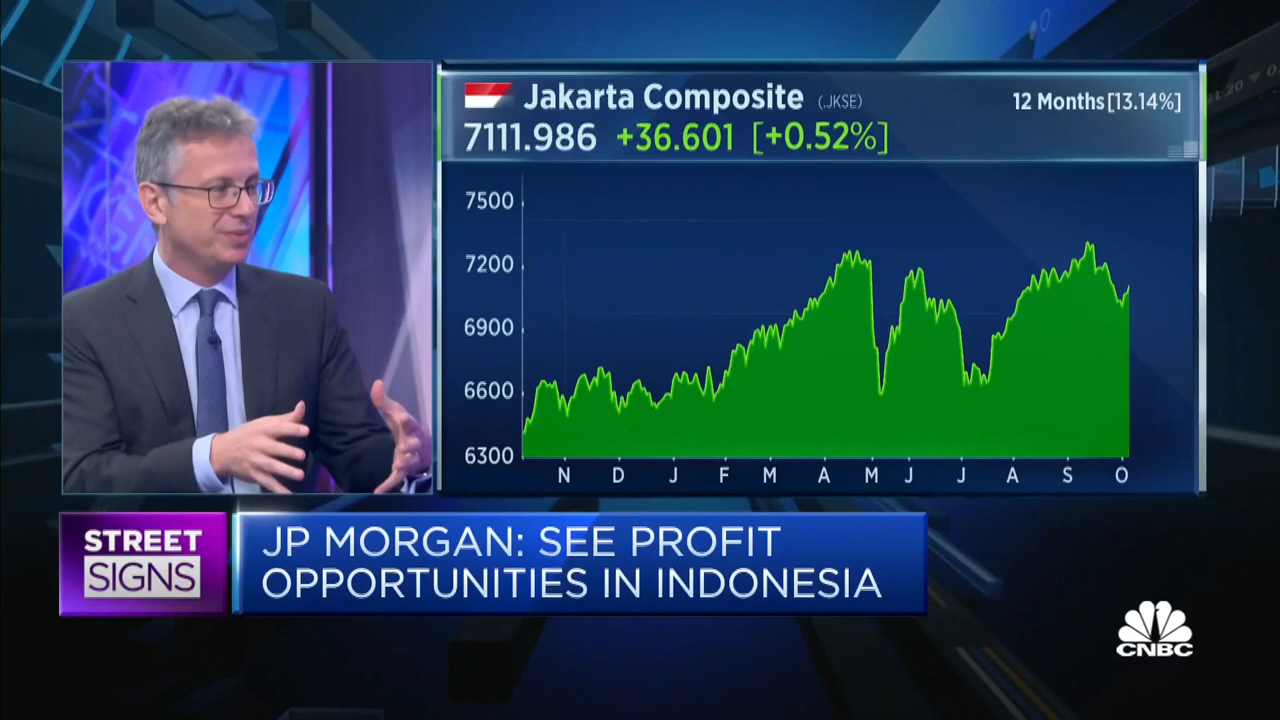 Jakarta Composite (.JKSE)
12 Months[13.14%]
7111.986 +36.601 [+0.52%]
7500
7200
6900
6600
6300
N D J F M A M J J A S O
STREET
SIGNS
JP MORGAN: SEE PROFIT
OPPORTUNITIES IN INDONESIA
CNBC